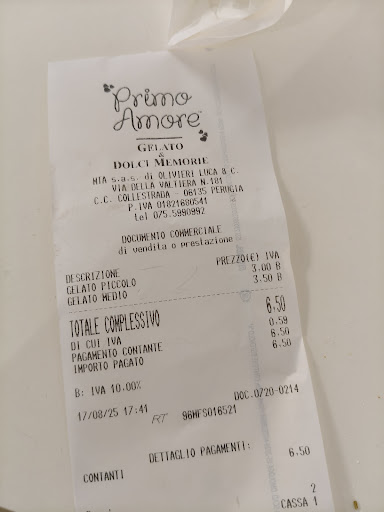 Primo
Amore
GELATO
&
DOLCI MEMORIE
MIA s.a.s. di OLIVIERI LUCA & C.
VIA DELLA VALTIERA N.181
C.C. COLLESTRADA - 06135 PERUGIA
P.IVA 01821680541
tel 075.5990992
DOCUMENTO COMMERCIALE
di vendita o prestazione
DESCRIZIONE PREZZO(€) IVA
GELATO PICCOLO 3.00 B
GELATO MEDIO 3.50 B
TOTALE COMPLESSIVO 6.50
DI CUI IVA 0.59
PAGAMENTO CONTANTE 6.50
IMPORTO PAGATO 6.50
B: IVA 10.00%
17/08/25 17:41 DOC.0720-0214
RT 96MFS016521
DETTAGLIO PAGAMENTI:
CONTANTI 6.50
2
CASSA 1